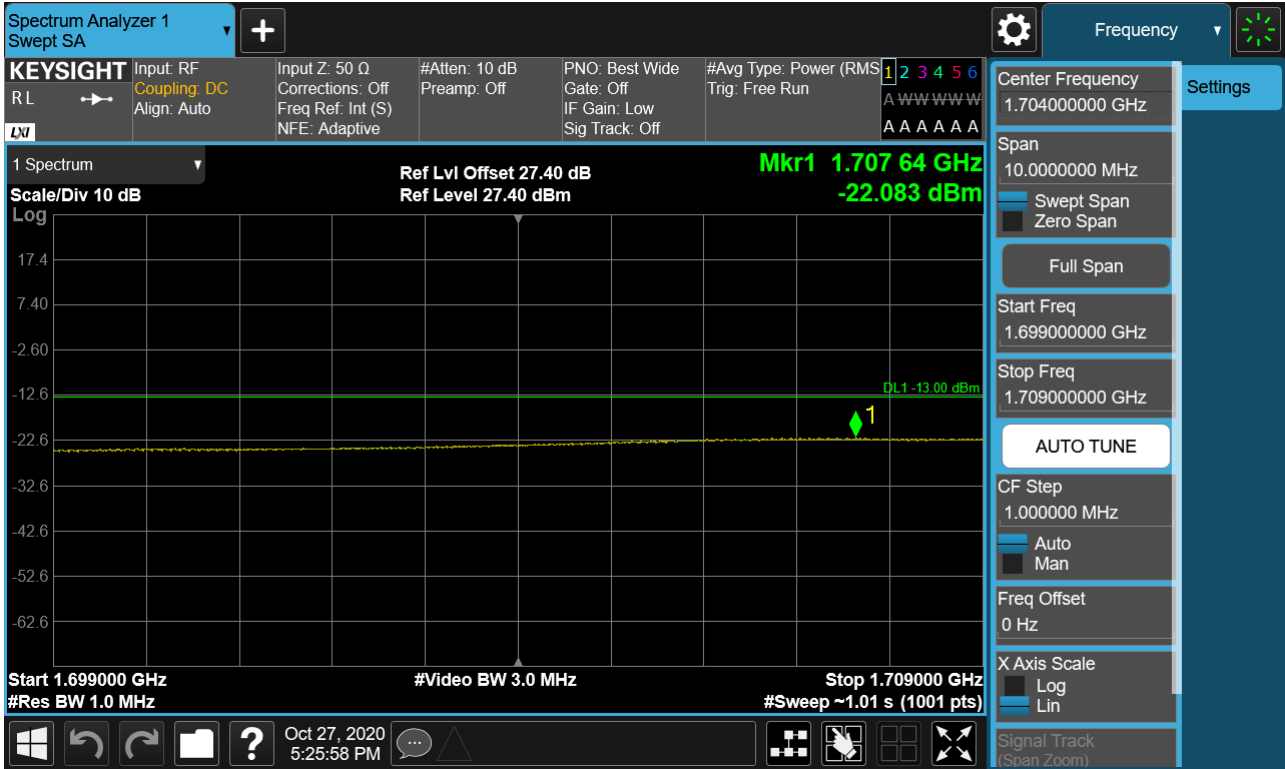 Spectrum Analyzer 1
Swept SA
Frequency
KEYSIGHT
R L
LXI
Input: RF
Coupling: DC
Align: Auto
Input Z: 50 Ω
Corrections: Off
Freq Ref: Int (S)
NFE: Adaptive
#Atten: 10 dB
Preamp: Off
PNO: Best Wide
Gate: Off
IF Gain: Low
Sig Track: Off
#Avg Type: Power (RMS
Trig: Free Run
1 2 3 4 5 6
A W W W W W
A A A A A A
1 Spectrum
Scale/Div 10 dB
Log
Ref Lvl Offset 27.40 dB
Ref Level 27.40 dBm
Mkr1 1.707 64 GHz
-22.083 dBm
17.4
7.40
-2.60
-12.6
-22.6
-32.6
-42.6
-52.6
-62.6
DL1 -13.00 dBm
1
Start 1.699000 GHz
#Res BW 1.0 MHz
#Video BW 3.0 MHz
Stop 1.709000 GHz
#Sweep ~1.01 s (1001 pts)
Center Frequency
1.704000000 GHz
Span
10.0000000 MHz
Swept Span
Zero Span
Full Span
Start Freq
1.699000000 GHz
Stop Freq
1.709000000 GHz
AUTO TUNE
CF Step
1.000000 MHz
Auto
Man
Freq Offset
0 Hz
X Axis Scale
Log
Lin
Signal Track
(Span Zoom)
Settings
?
Oct 27, 2020
5:25:58 PM